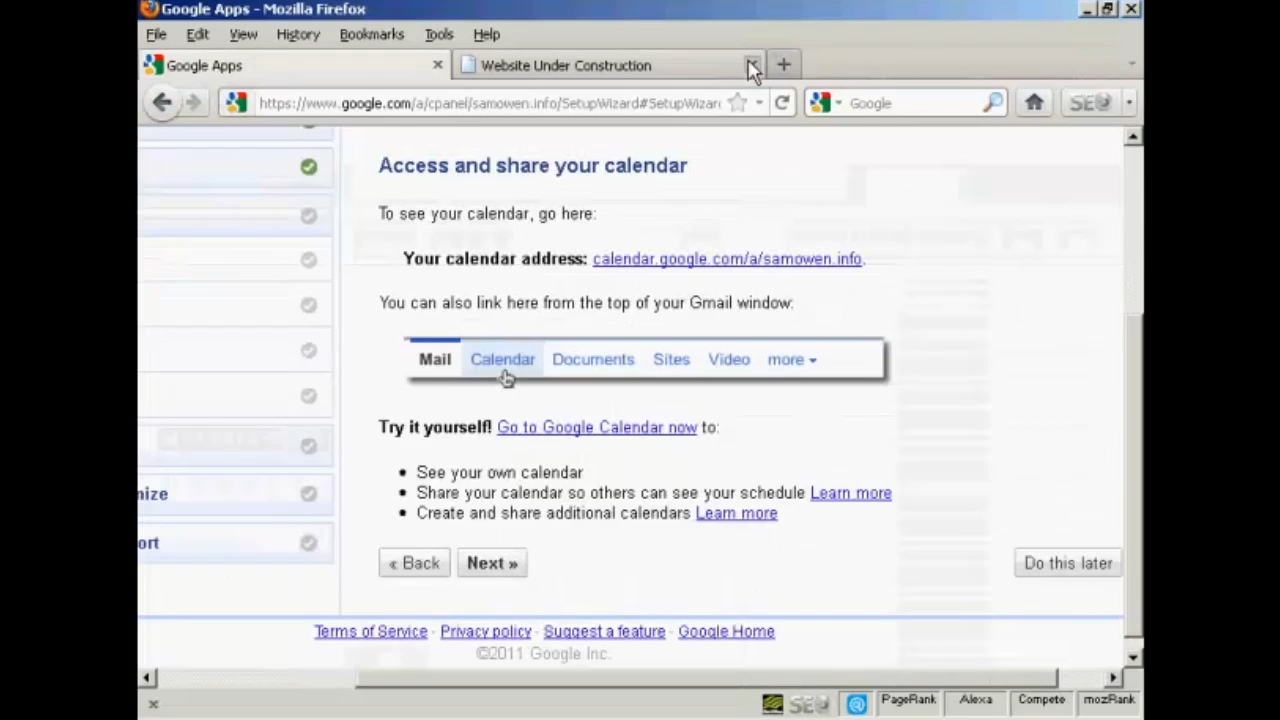 Google Apps - Mozilla Firefox
File Edit View History Bookmarks Tools Help
Google Apps
Website Under Construction
https://www.google.com/a/cpanel/samowen.info/SetupWizard#SetupWizar
Google
SEO
Access and share your calendar
To see your calendar, go here:
Your calendar address: calendar.google.com/a/samowen.info.
You can also link here from the top of your Gmail window:
Mail Calendar Documents Sites Video more
Try it yourself! Go to Google Calendar now to:
• See your own calendar
• Share your calendar so others can see your schedule Learn more
• Create and share additional calendars Learn more
nize
ort
« Back Next » Do this later
Terms of Service - Privacy policy - Suggest a feature - Google Home
©2011 Google Inc.
SEO PageRank Alexa Compete mozRank